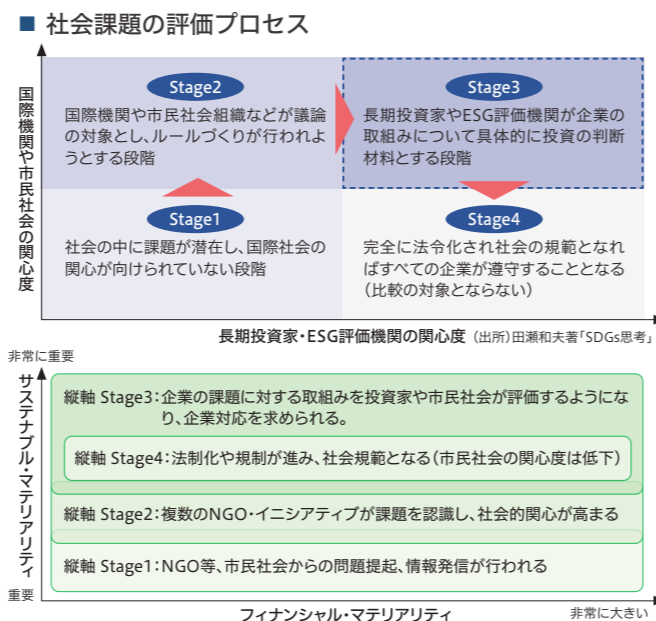 ■ 社会課題の評価プロセス
国際機関や市民社会の関心度
Stage2
国際機関や市民社会組織などが議論
の対象とし、ルールづくりが行われよ
うとする段階
Stage3
長期投資家やESG評価機関が企業の
取組みについて具体的に投資の判断
材料とする段階
Stage1
社会の中に課題が潜在し、国際社会の
関心が向けられていない段階
Stage4
完全に法令化され社会の規範となれ
ばすべての企業が遵守することとなる
（比較の対象とならない）
長期投資家・ESG評価機関の関心度（出所）田瀬和夫著「SDGs思考」
非常に重要
サステナブル・マテリアリティ
縦軸 Stage3：企業の課題に対する取組みを投資家や市民社会が評価するようにな
り、企業対応を求められる。
縦軸 Stage4：法制化や規制が進み、社会規範となる（市民社会の関心度は低下）
縦軸 Stage2：複数のNGO・イニシアティブが課題を認識し、社会的関心が高まる
縦軸 Stage1：NGO等、市民社会からの問題提起、情報発信が行われる
重要
フィナンシャル・マテリアリティ
非常に大きい